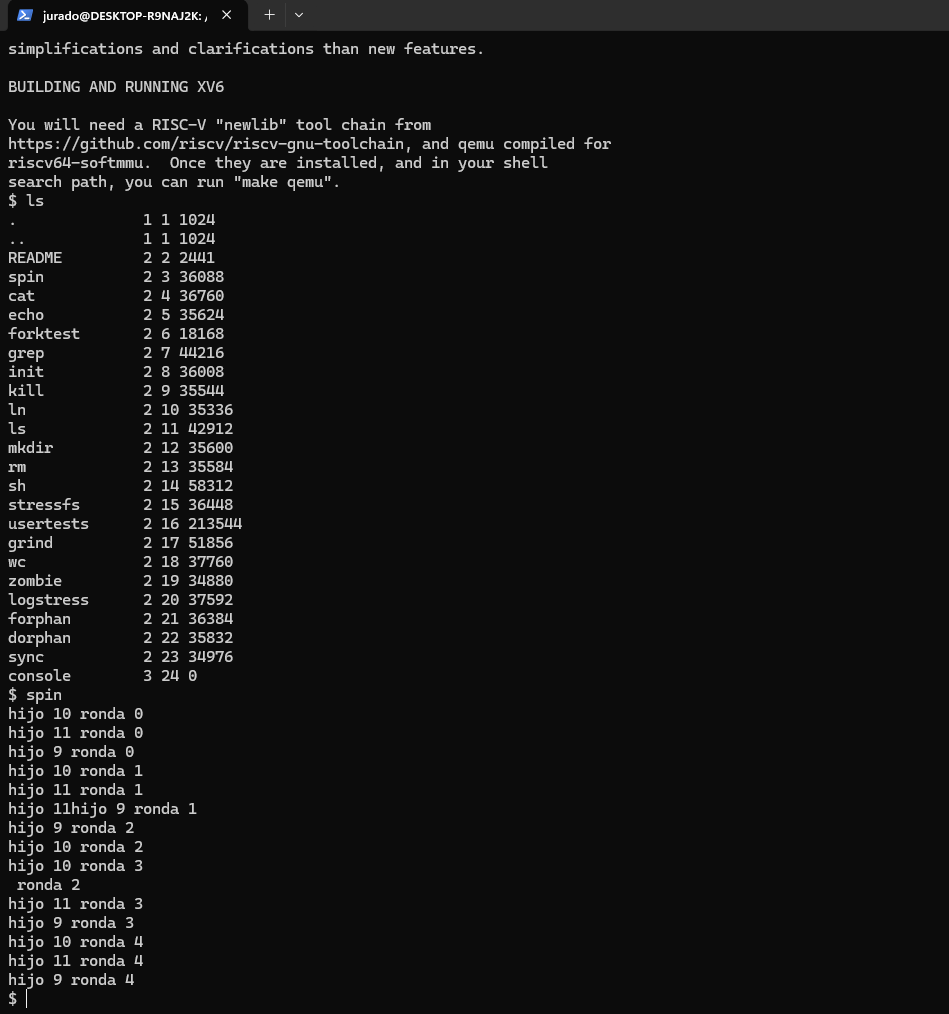 jurado@DESKTOP-R9NAJ2K: /
simplifications and clarifications than new features.
BUILDING AND RUNNING XV6
You will need a RISC-V "newlib" tool chain from
https://github.com/riscv/riscv-gnu-toolchain, and qemu compiled for
riscv64-softmmu.  Once they are installed, and in your shell
search path, you can run "make qemu".
$ ls
.              1 1 1024
..             1 1 1024
README         2 2 2441
spin           2 3 36088
cat            2 4 36760
echo           2 5 35624
forktest       2 6 18168
grep           2 7 44216
init           2 8 36008
kill           2 9 35544
ln             2 10 35336
ls             2 11 42912
mkdir          2 12 35600
rm             2 13 35584
sh             2 14 58312
stressfs       2 15 36448
usertests      2 16 213544
grind          2 17 51856
wc             2 18 37760
zombie         2 19 34880
logstress      2 20 37592
forphan        2 21 36384
dorphan        2 22 35832
sync           2 23 34976
console        3 24 0
$ spin
hijo 10 ronda 0
hijo 11 ronda 0
hijo 9 ronda 0
hijo 10 ronda 1
hijo 11 ronda 1
hijo 11hijo 9 ronda 1
hijo 9 ronda 2
hijo 10 ronda 2
hijo 10 ronda 3
 ronda 2
hijo 11 ronda 3
hijo 9 ronda 3
hijo 10 ronda 4
hijo 11 ronda 4
hijo 9 ronda 4
$